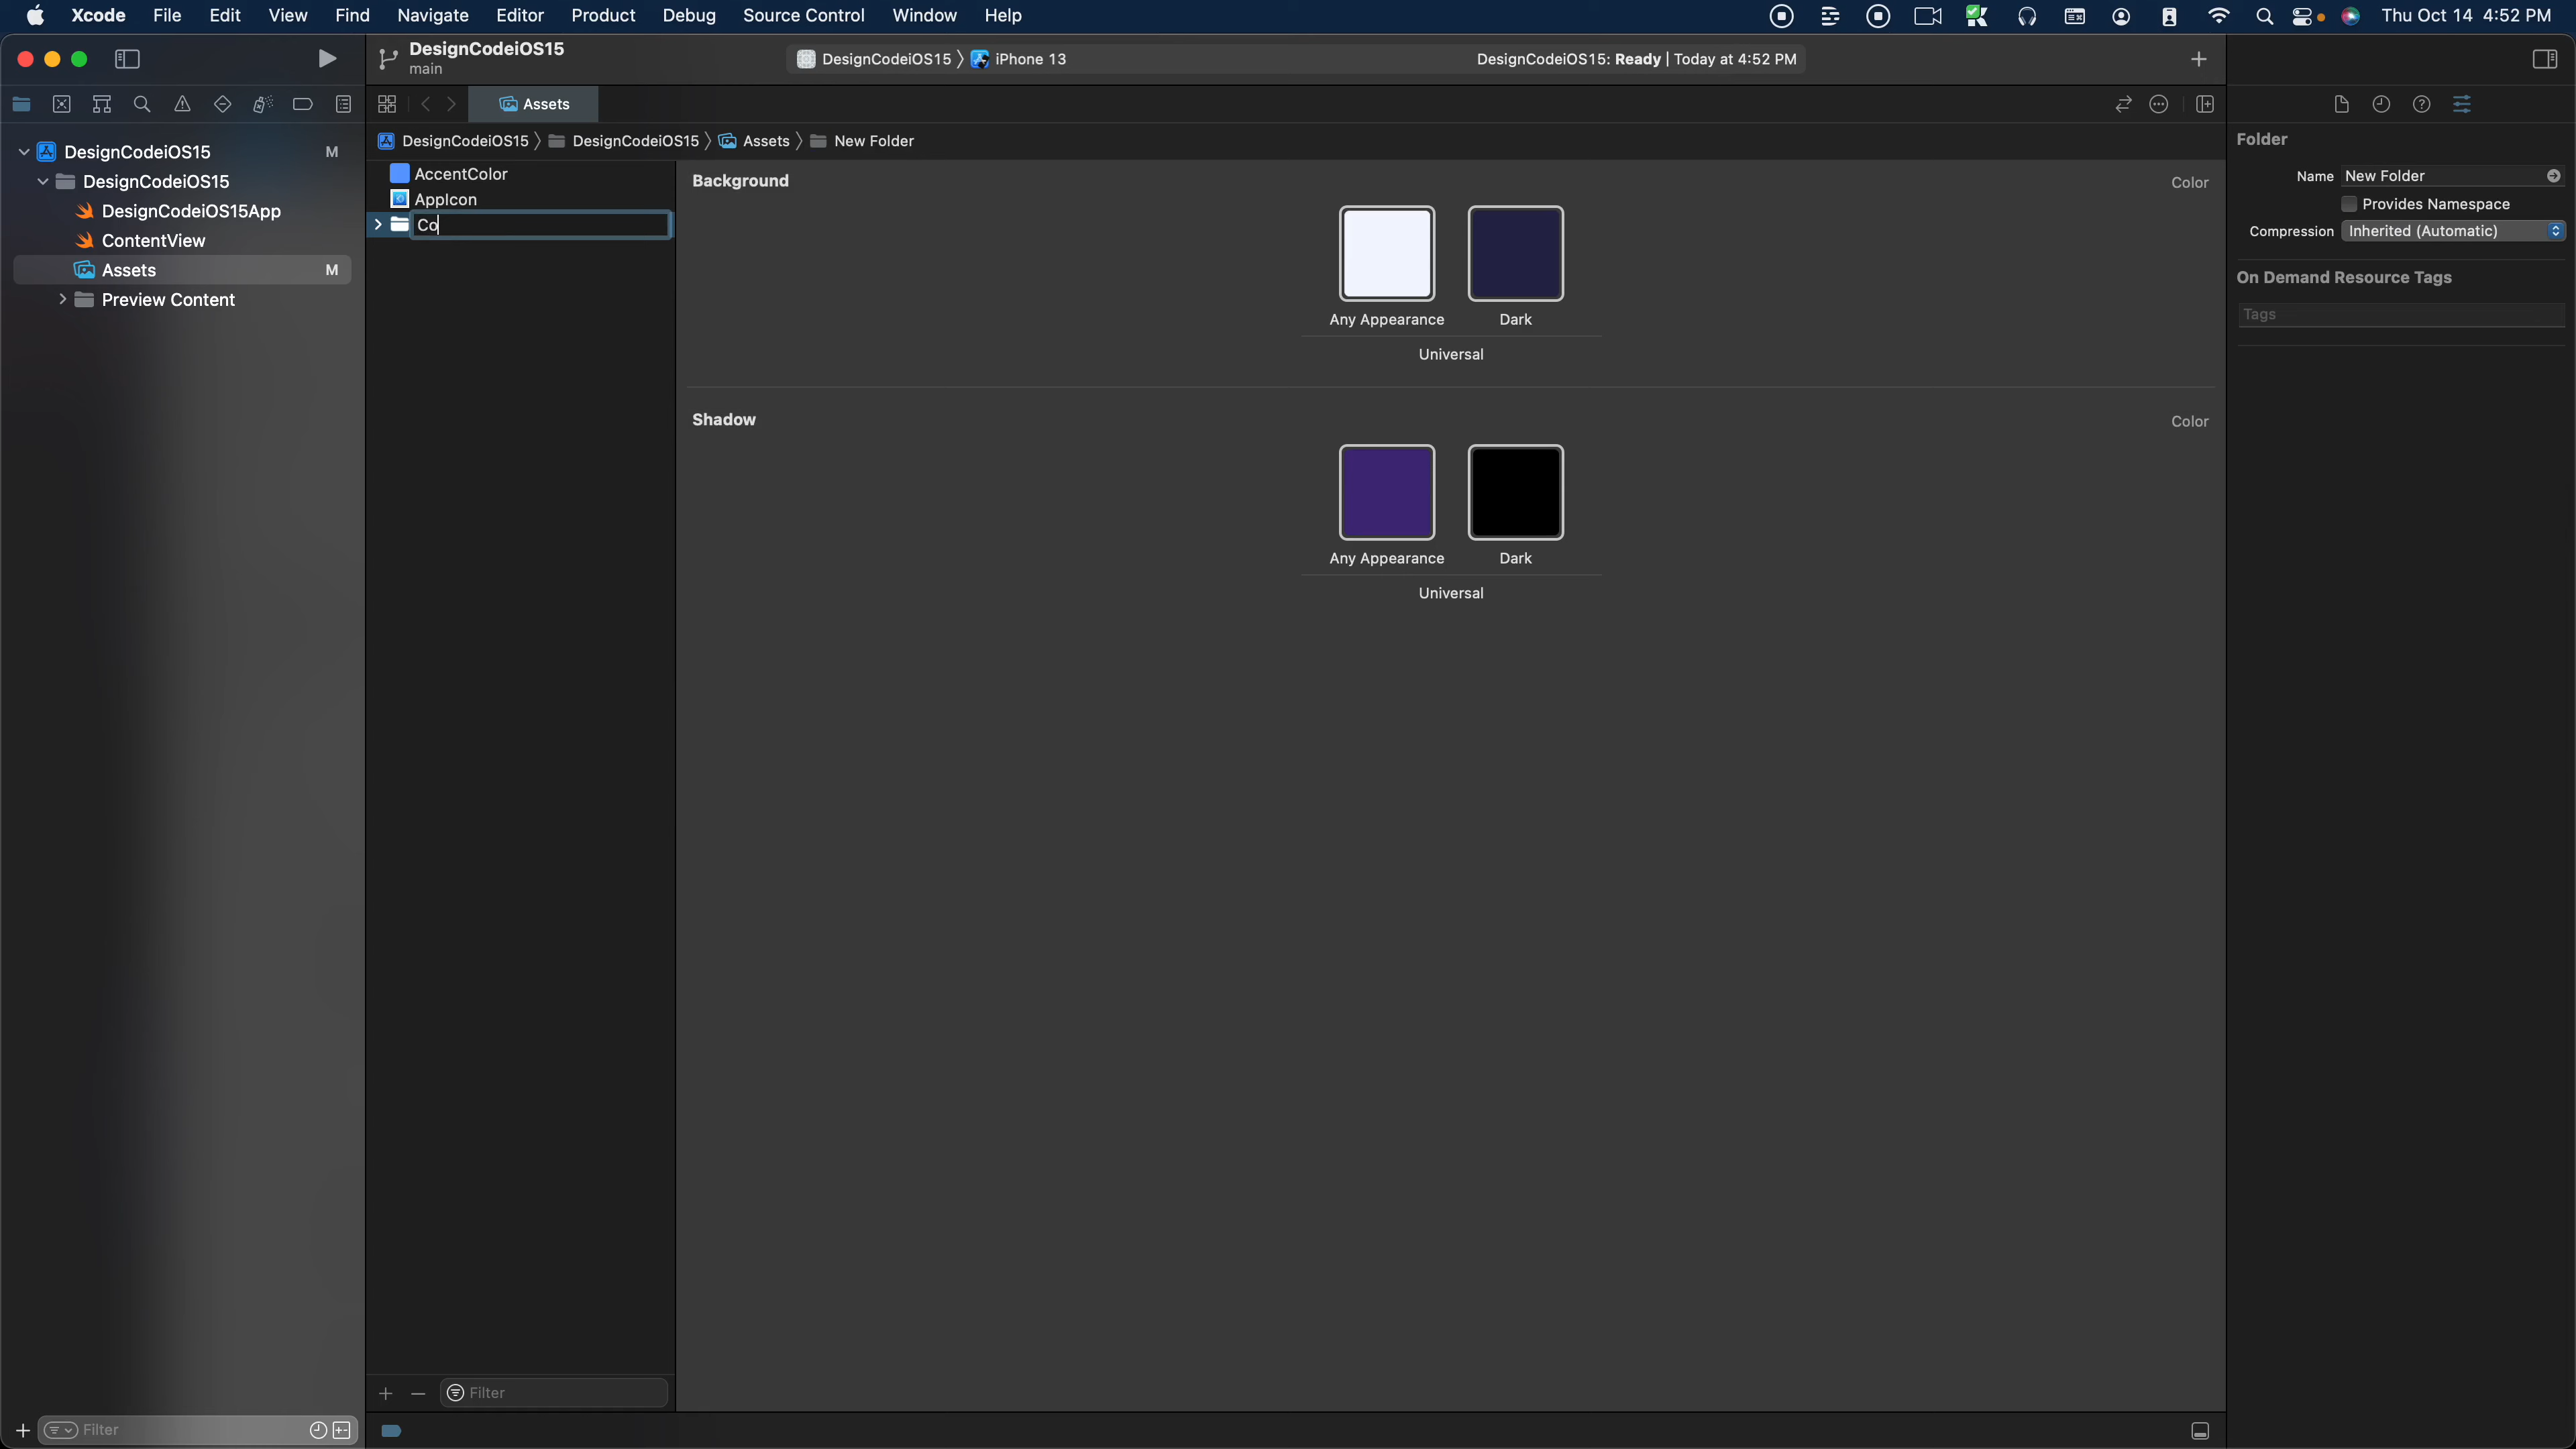 Xcode File Edit View Find Navigate Editor Product Debug Source Control Window Help Thu Oct 14 4:52 PM
DesignCodeiOS15
main
DesignCodeiOS15 iPhone 13
DesignCodeiOS15: Ready | Today at 4:52 PM
Assets
DesignCodeiOS15 M
DesignCodeiOS15
DesignCodeiOS15App
ContentView
Assets M
Preview Content
DesignCodeiOS15 DesignCodeiOS15 Assets New Folder
AccentColor
AppIcon
Co
Background Color
Any Appearance Dark
Universal
Shadow Color
Any Appearance Dark
Universal
Folder
Name New Folder
Provides Namespace
Compression Inherited (Automatic)
On Demand Resource Tags
Tags
Filter
Filter